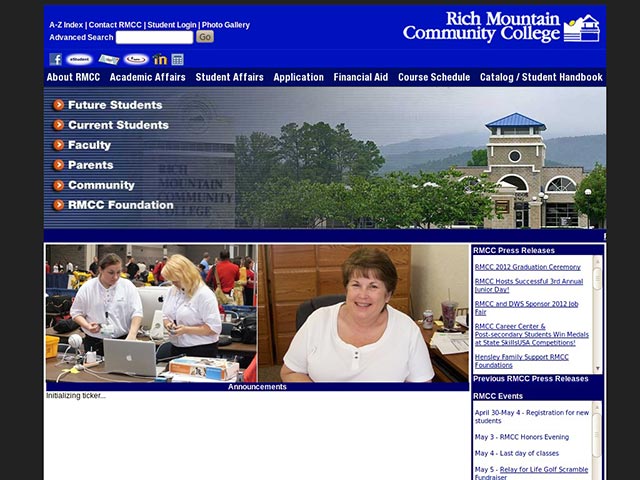 A-Z Index | Contact RMCC | Student Login | Photo Gallery
Advanced Search
Go
Rich Mountain
Community College
About RMCC
Academic Affairs
Student Affairs
Application
Financial Aid
Course Schedule
Catalog / Student Handbook
Future Students
Current Students
Faculty
Parents
Community
RMCC Foundation
RICH
MOUNTAIN
COMMUNITY
COLLEGE
RMCC Press Releases
RMCC 2012 Graduation Ceremony
RMCC Hosts Successful 3rd Annual
Junior Day!
RMCC and DWS Sponsor 2012 Job
Fair
RMCC Career Center &
Post-secondary Students Win Medals
at State SkillsUSA Competitions!
Hensley Family Support RMCC
Foundations
Previous RMCC Press Releases
Announcements
Initializing ticker...
RMCC Events
April 30-May 4 - Registration for new
students
May 3 - RMCC Honors Evening
May 4 - Last day of classes
May 5 - Relay for Life Golf Scramble
Fundraiser